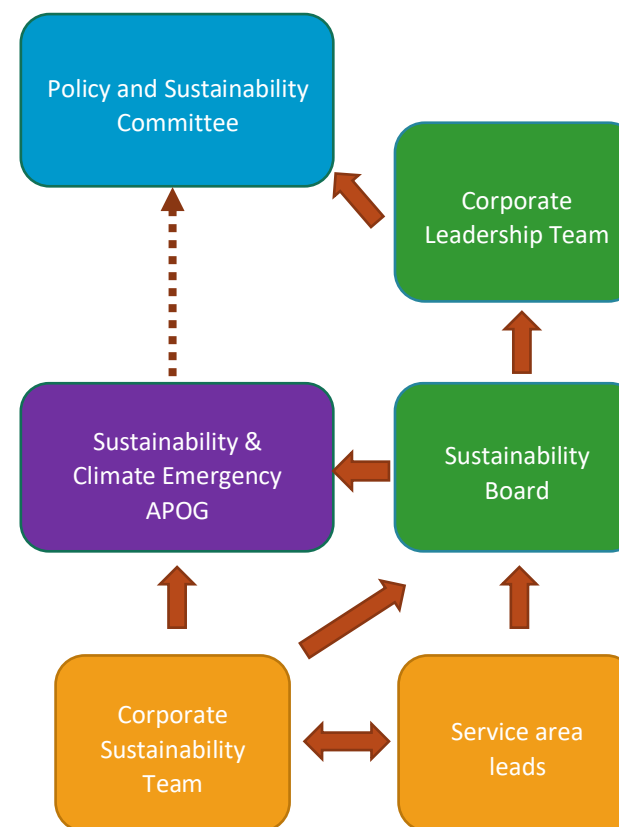 Policy and Sustainability
Committee
Corporate
Leadership Team
Sustainability &
Climate Emergency
APOG
Sustainability
Board
Corporate
Sustainability
Team
Service area
leads